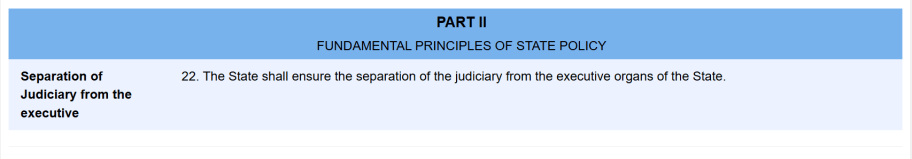 PART II
FUNDAMENTAL PRINCIPLES OF STATE POLICY
Separation of
Judiciary from the
executive
22. The State shall ensure the separation of the judiciary from the executive organs of the State.